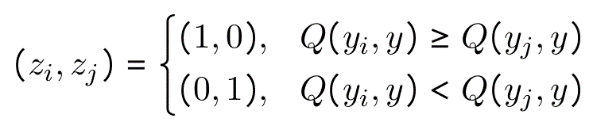 (z_i, z_j) = { (1, 0), Q(y_i, y) ≥ Q(y_j, y)
(0, 1), Q(y_i, y) < Q(y_j, y)